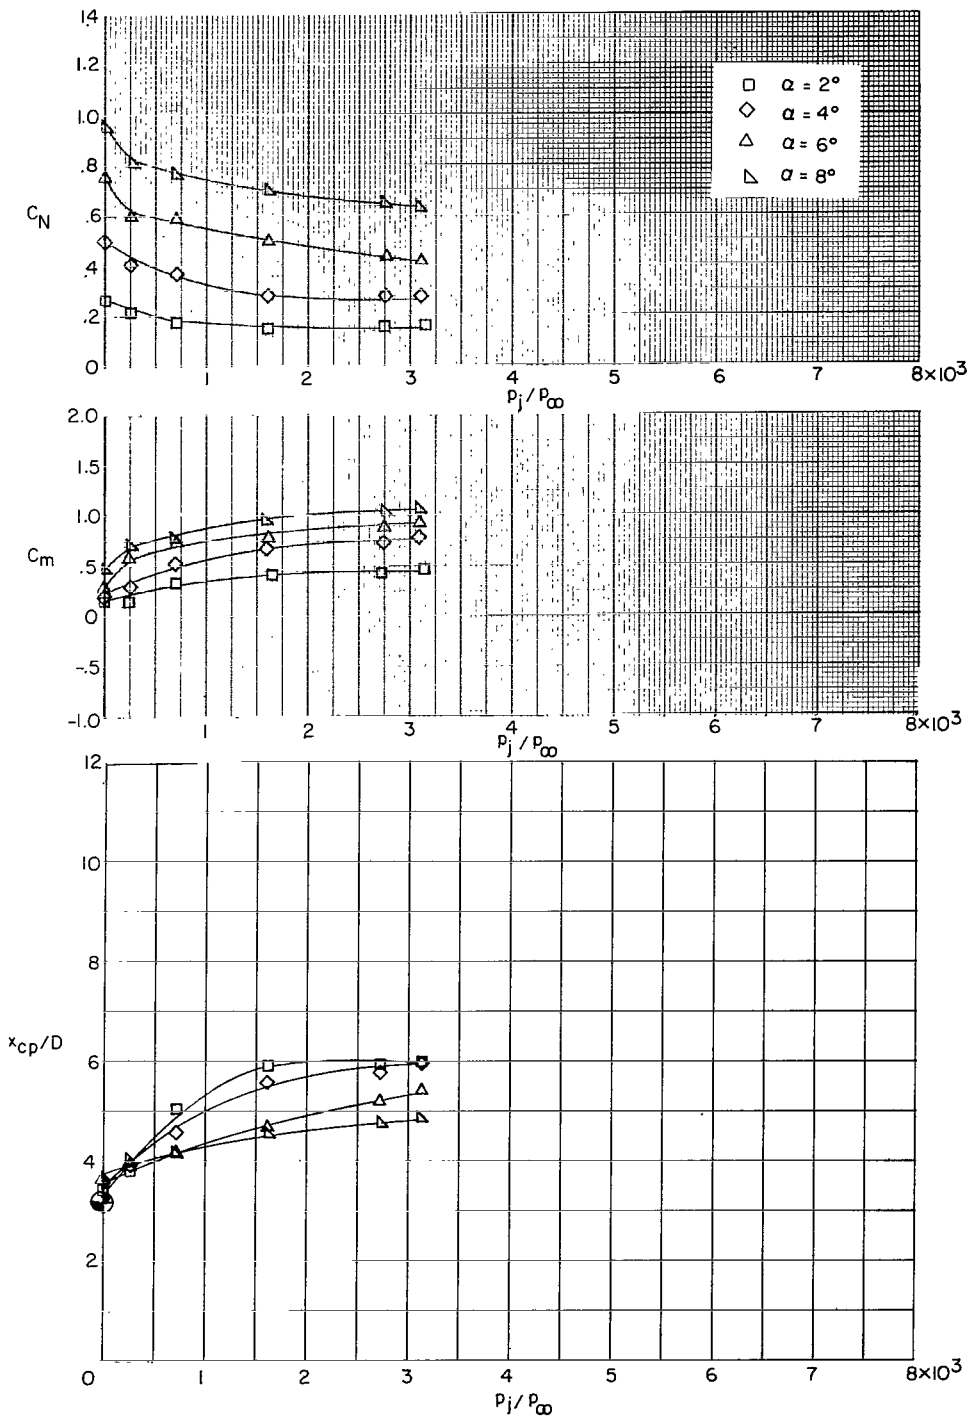 14
1.2
1.0
.8
.6
.4
.2
0
C_N
□ α = 2°
◇ α = 4°
△ α = 6°
◺ α = 8°
1 2 3 4 5 6 7 8×10³
p_j/p_∞
2.0
1.5
1.0
.5
0
-.5
-1.0
C_m
1 2 3 4 5 6 7 8×10³
p_j/p_∞
12
10
8
6
4
2
0
x_cp/D
1 2 3 4 5 6 7 8×10³
p_j/p_∞